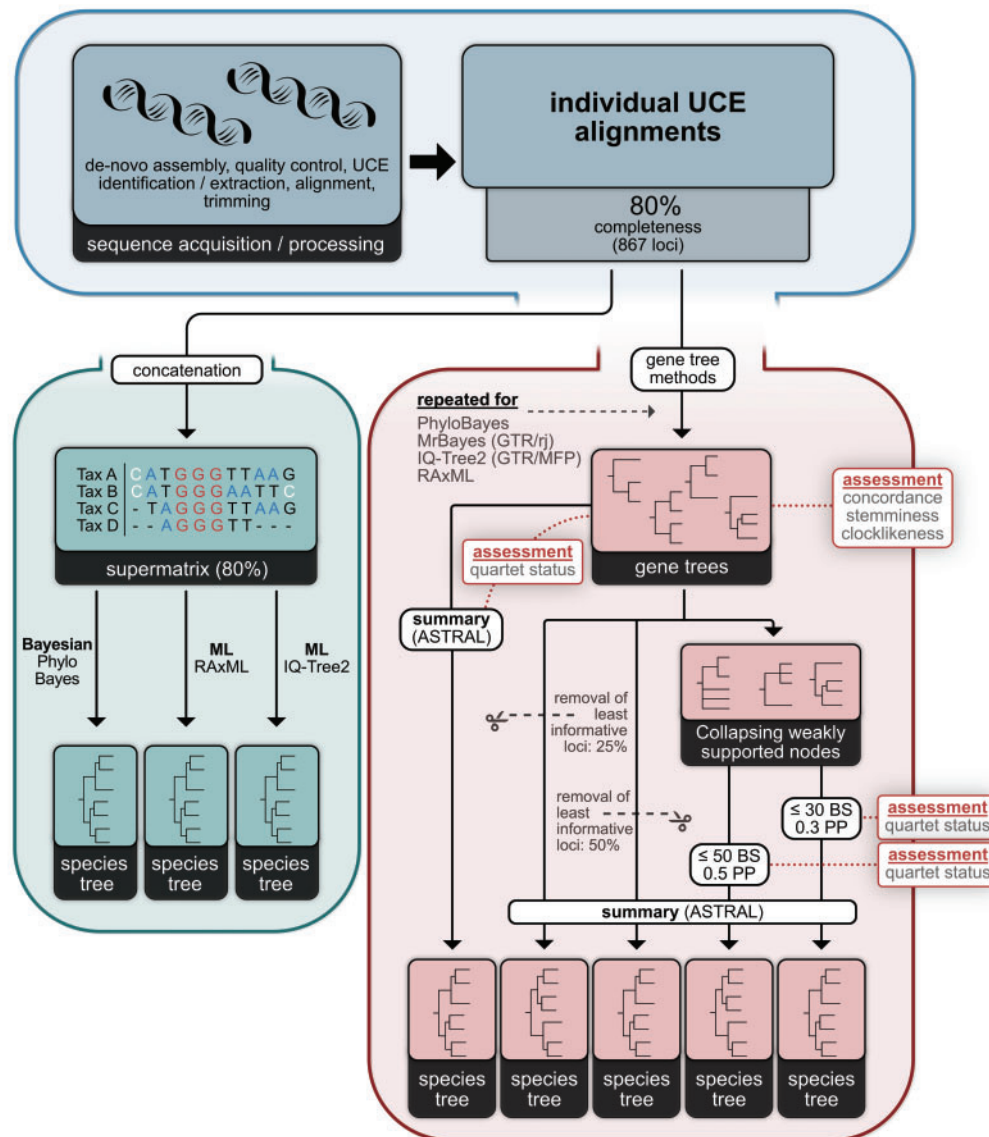 de-novo assembly, quality control, UCE
identification / extraction, alignment,
trimming
sequence acquisition / processing
individual UCE
alignments
80%
completeness
(867 loci)
concatenation
Tax A CATGGGTTAAG
Tax B CATGGGAATTC
Tax C - TAGGGTTAAG
Tax D - - AGGGTT - - -
supermatrix (80%)
Bayesian
Phylo
Bayes
ML
RAxML
ML
IQ-Tree2
species
tree
species
tree
species
tree
gene tree
methods
repeated for
PhyloBayes
MrBayes (GTR/rj)
IQ-Tree2 (GTR/MFP)
RAxML
gene trees
assessment
concordance
stemminess
clocklikeness
assessment
quartet status
summary
(ASTRAL)
Collapsing weakly
supported nodes
removal of
least
informative
loci: 25%
removal of
least
informative
loci: 50%
≤ 30 BS
0.3 PP
assessment
quartet status
≤ 50 BS
0.5 PP
assessment
quartet status
summary (ASTRAL)
species
tree
species
tree
species
tree
species
tree
species
tree